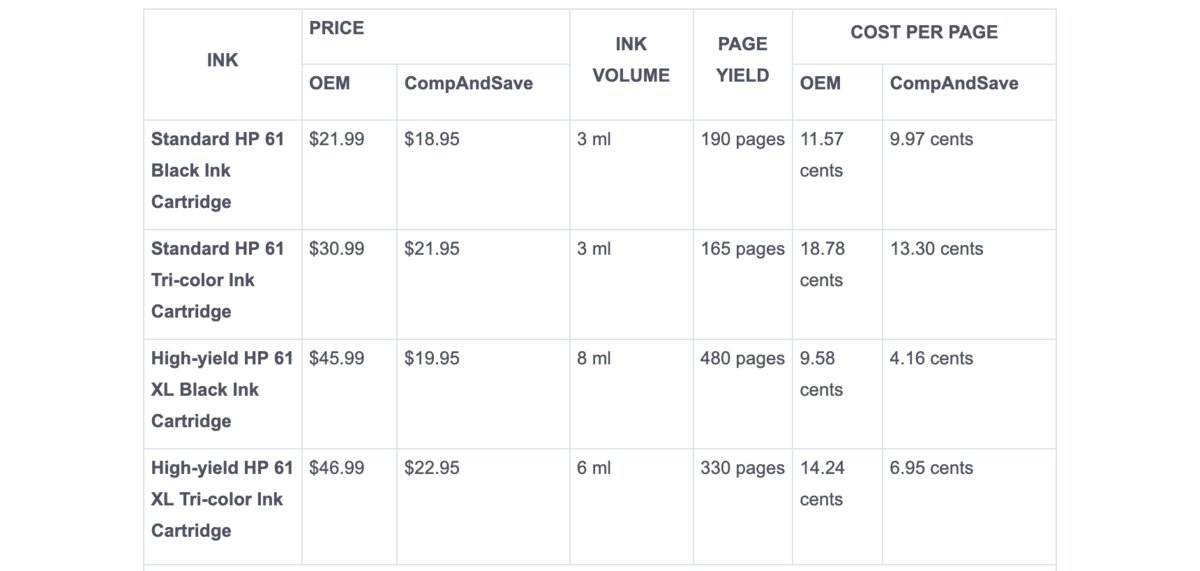 INK
PRICE
INK
VOLUME
PAGE
YIELD
COST PER PAGE
OEM
CompAndSave
OEM
CompAndSave
Standard HP 61
Black Ink
Cartridge
$21.99
$18.95
3 ml
190 pages
11.57
cents
9.97 cents
Standard HP 61
Tri-color Ink
Cartridge
$30.99
$21.95
3 ml
165 pages
18.78
cents
13.30 cents
High-yield HP 61
XL Black Ink
Cartridge
$45.99
$19.95
8 ml
480 pages
9.58
cents
4.16 cents
High-yield HP 61
XL Tri-color Ink
Cartridge
$46.99
$22.95
6 ml
330 pages
14.24
cents
6.95 cents